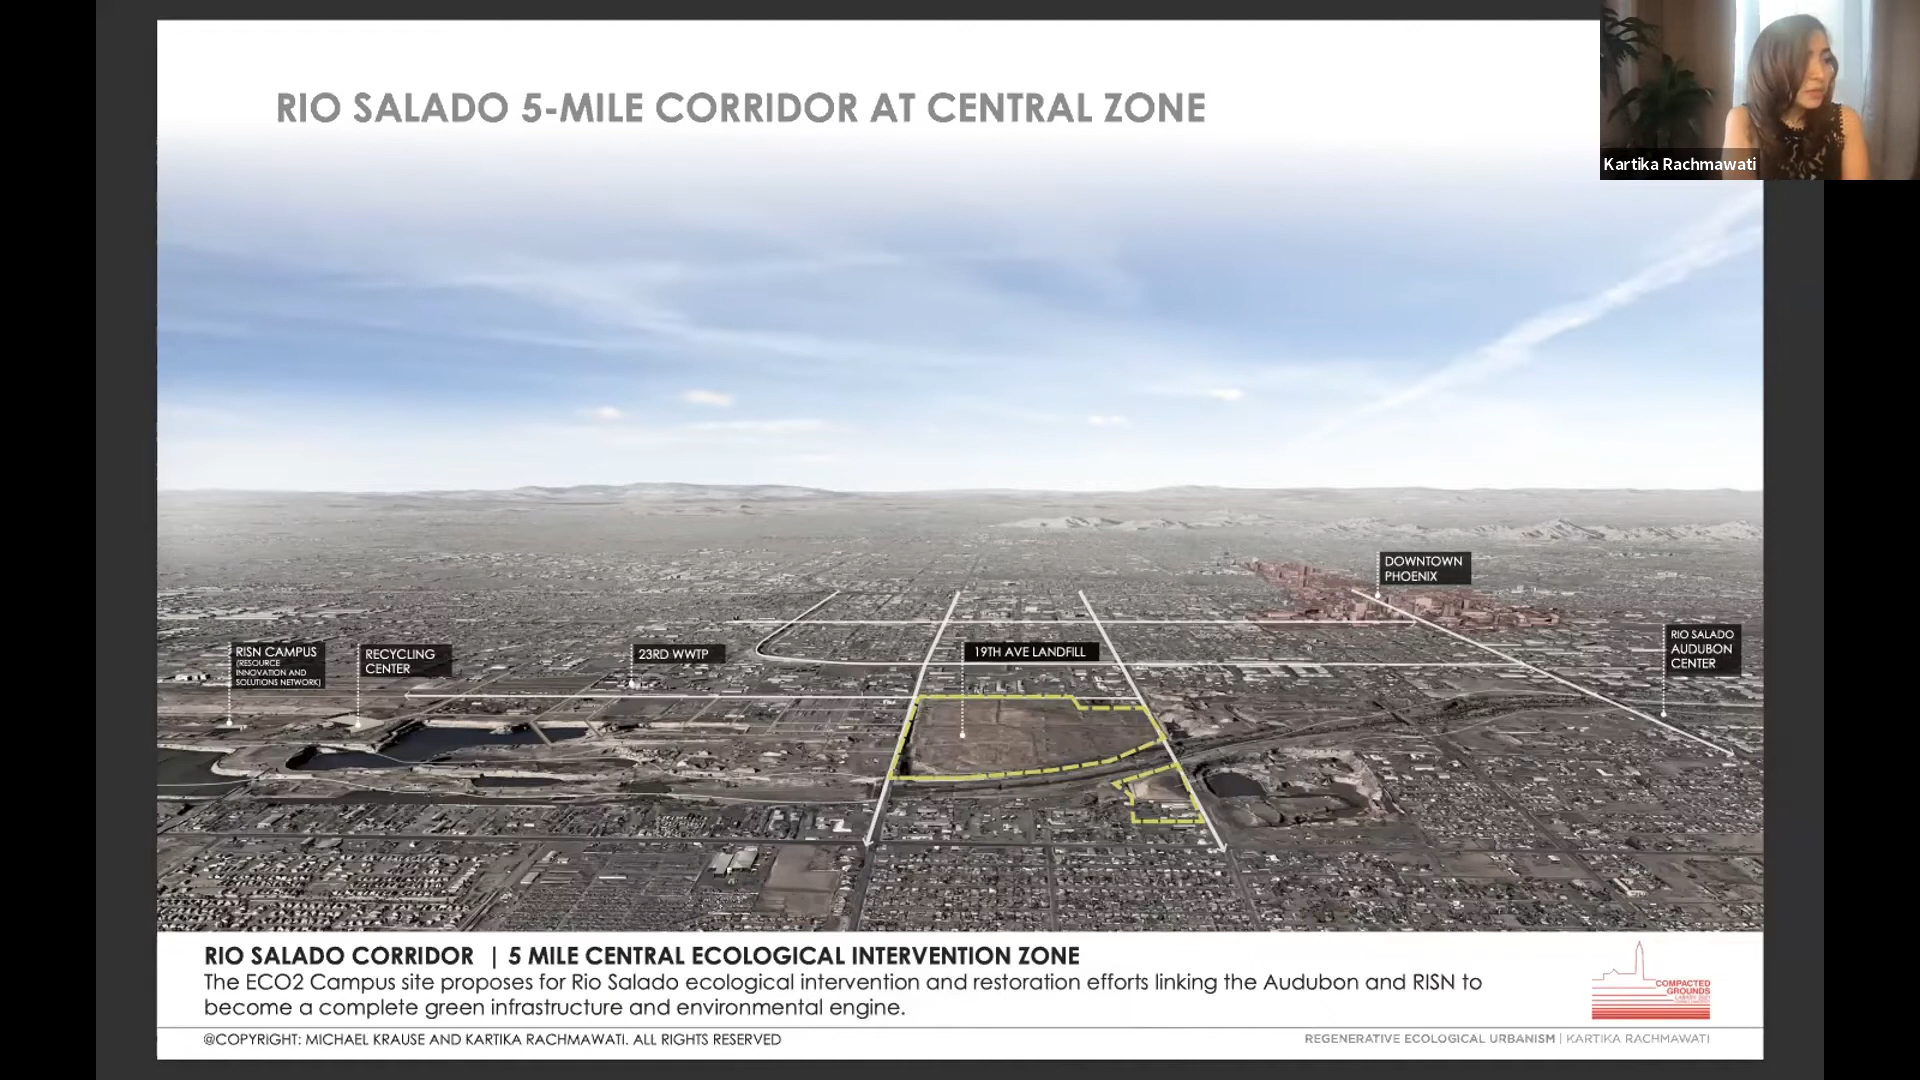 RIO SALADO 5-MILE CORRIDOR AT CENTRAL ZONE
Kartika Rachmawati
DOWNTOWN
PHOENIX
RIO SALADO
AUDUBON
CENTER
RISN CAMPUS
(RESOURCE
INNOVATION AND
SOLUTIONS NETWORK)
RECYCLING
CENTER
23RD WWTP
19TH AVE LANDFILL
RIO SALADO CORRIDOR | 5 MILE CENTRAL ECOLOGICAL INTERVENTION ZONE
The ECO2 Campus site proposes for Rio Salado ecological intervention and restoration efforts linking the Audubon and RISN to
become a complete green infrastructure and environmental engine.
COMPACTED
GROUNDS
@COPYRIGHT: MICHAEL KRAUSE AND KARTIKA RACHMAWATI. ALL RIGHTS RESERVED
REGENERATIVE ECOLOGICAL URBANISM | KARTIKA RACHMAWATI